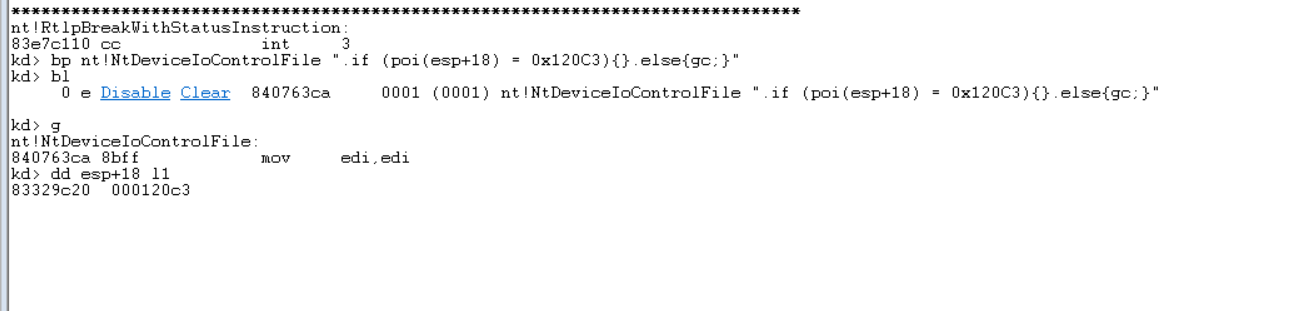 *******************************************************************************
nt!RtlpBreakWithStatusInstruction:
83e7c110 cc              int     3
kd> bp nt!NtDeviceIoControlFile ".if (poi(esp+18) = 0x120C3){}.else{gc;}"
kd> bl
     0 e Disable Clear  840763ca     0001 (0001) nt!NtDeviceIoControlFile ".if (poi(esp+18) = 0x120C3){}.else{gc;}"
kd> g
nt!NtDeviceIoControlFile:
840763ca 8bff            mov     edi,edi
kd> dd esp+18 l1
83329c20  000120c3